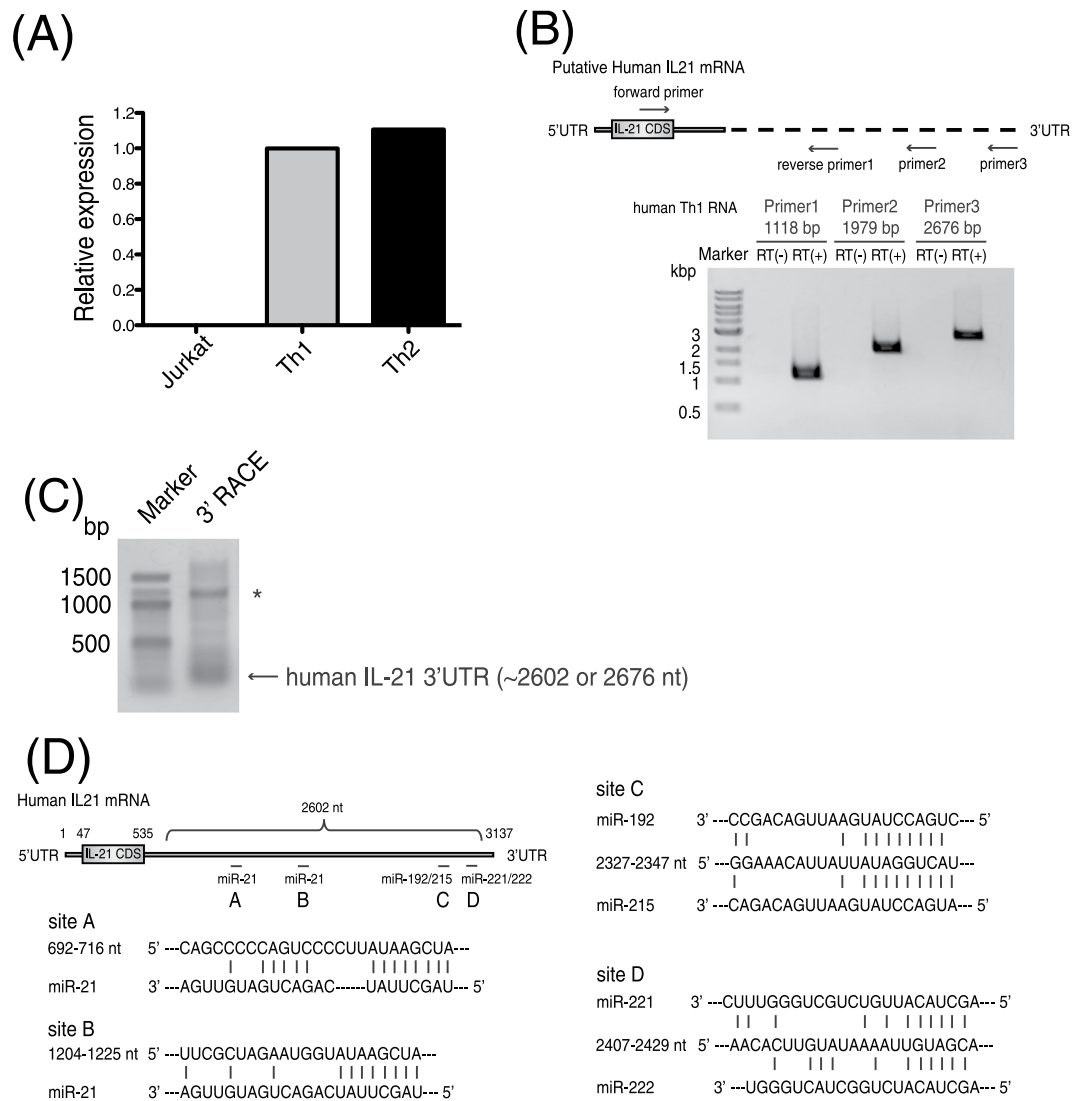 (A)
Relative expression
1.2
1.0
0.8
0.6
0.4
0.2
0.0
Jurkat
Th1
Th2
(B)
Putative Human IL21 mRNA
forward primer
5'UTR
IL-21 CDS
3'UTR
reverse primer1
primer2
primer3
human Th1 RNA
Primer1
Primer2
Primer3
1118 bp
1979 bp
2676 bp
Marker
RT(-) RT(+) RT(-) RT(+) RT(-) RT(+)
kbp
3
2
1.5
1
0.5
(C)
Marker
3' RACE
bp
1500
1000
500
*
human IL-21 3'UTR (~2602 or 2676 nt)
(D)
Human IL21 mRNA
2602 nt
1 47 535 3137
5'UTR IL-21 CDS 3'UTR
miR-21 miR-21 miR-192/215 miR-221/222
A B C D
site A
692-716 nt 5' ---CAGCCCCCAGUCCCCUUAUAAGCUA---
miR-21 3' ---AGUUGUAGUCAGAC------UAUUCGAU--- 5'
site B
1204-1225 nt 5' ---UUCGCUAGAAUGGUAUAAGCUA---
miR-21 3' ---AGUUGUAGUCAGACUAUUCGAU--- 5'
site C
miR-192 3' ---CCGACAGUUAAGUAUCCAGUC--- 5'
2327-2347 nt 5' ---GGAAACAUUAUUAUAGGUCAU---
miR-215 3' ---CAGACAGUUAAGUAUCCAGUA--- 5'
site D
miR-221 3' ---CUUUGGGUCGUCUGUUACAUCGA--- 5'
2407-2429 nt 5' ---AACACUUGUAUAAAAUUGUAGCA---
miR-222 3' ---UGGGUCAUCGGUCUACAUCGA--- 5'